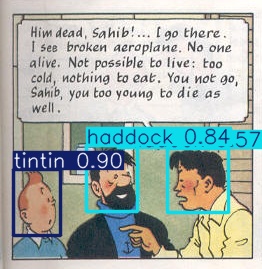 Him dead, Sahib!... I go there.
I see broken aeroplane. No one
alive. Not possible to live: too
cold, nothing to eat. You not go,
Sahib, you too young to die as
well.
haddock 0.84
.57
tintin 0.90